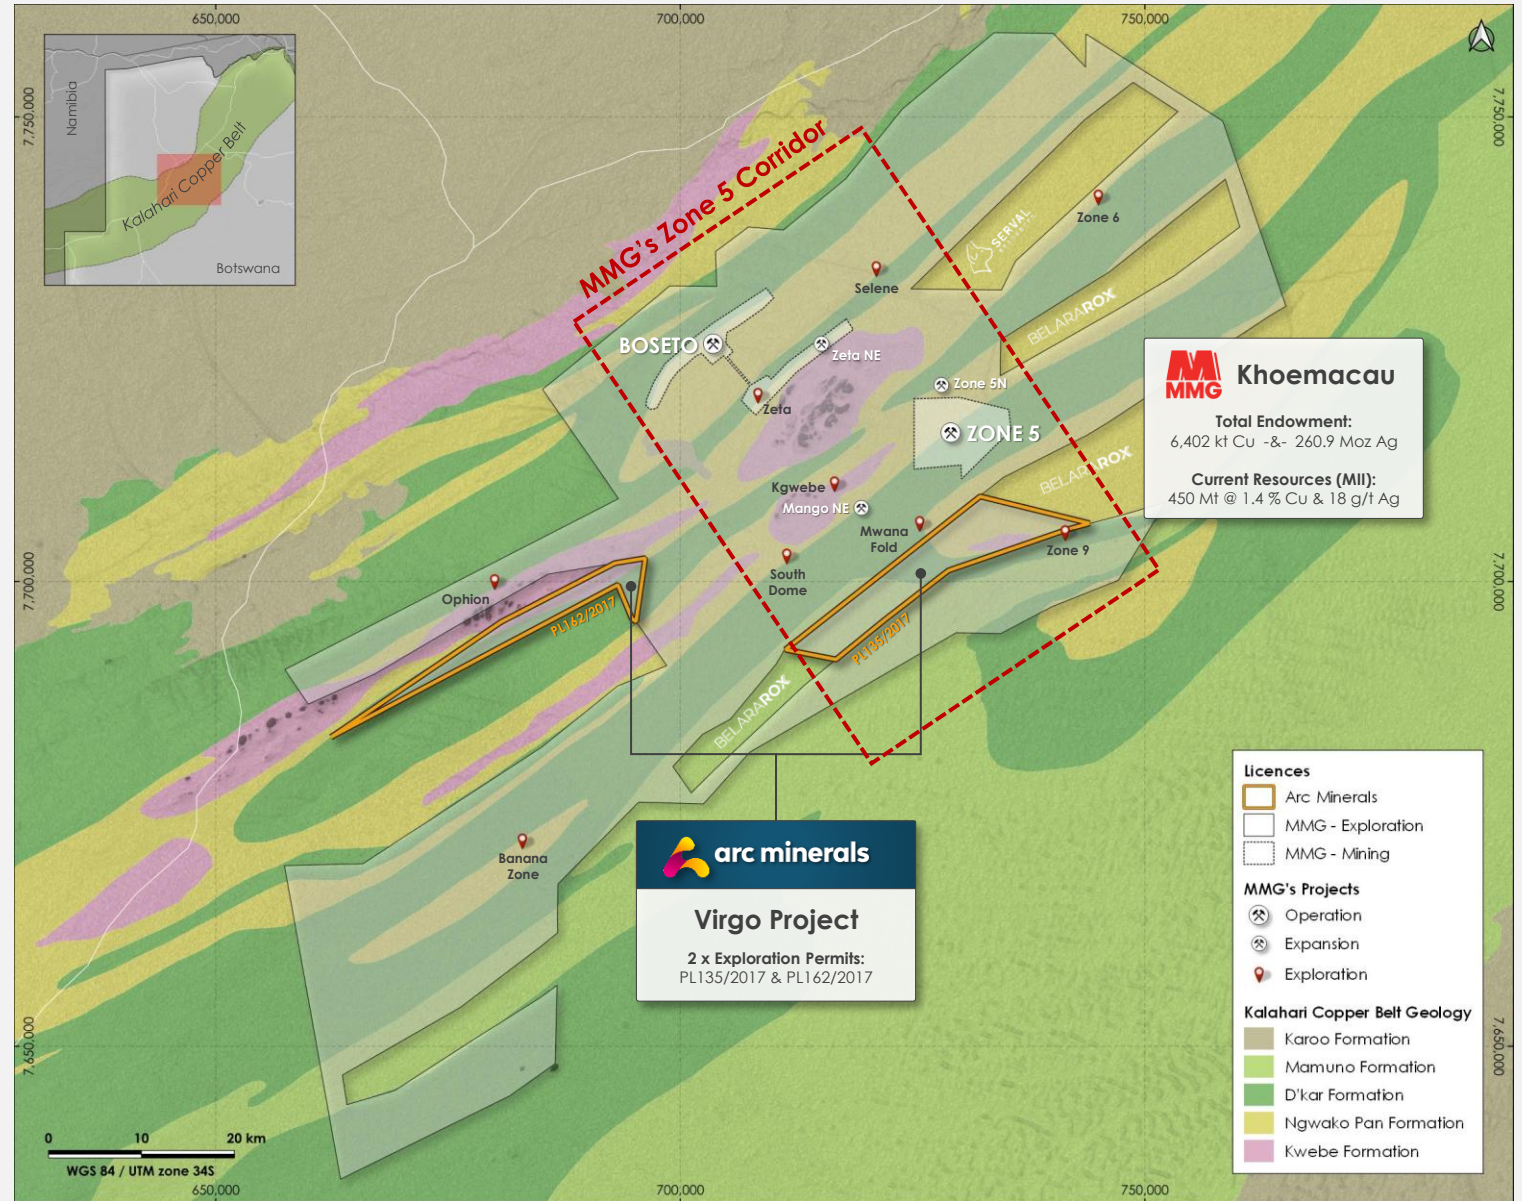 650,000
700,000
750,000
7,750,000
7,750,000
Namibia
Kalahari Copper Belt
Botswana
MMG's Zone 5 Corridor
SERVAL
Zone 6
Selene
BELARAROX
BOSETO
Zeta NE
Zone 5N
Zeta
ZONE 5
BELARAROX
MMG
Khoemacau
Total Endowment:
6,402 kt Cu -&- 260.9 Moz Ag
Current Resources (MII):
450 Mt @ 1.4 % Cu & 18 g/t Ag
Kgwebe
Mango NE
Mwana
Fold
Zone 9
South
Dome
7,700,000
7,700,000
Ophion
PL162/2017
PL135/2017
BELARAROX
Banana
Zone
arc minerals
Virgo Project
2 x Exploration Permits:
PL135/2017 & PL162/2017
Licences
Arc Minerals
MMG - Exploration
MMG - Mining
MMG's Projects
Operation
Expansion
Exploration
Kalahari Copper Belt Geology
Karoo Formation
Mamuno Formation
D'kar Formation
Ngwako Pan Formation
Kwebe Formation
7,650,000
7,650,000
0 10 20 km
WGS 84 / UTM zone 34S
650,000
700,000
750,000